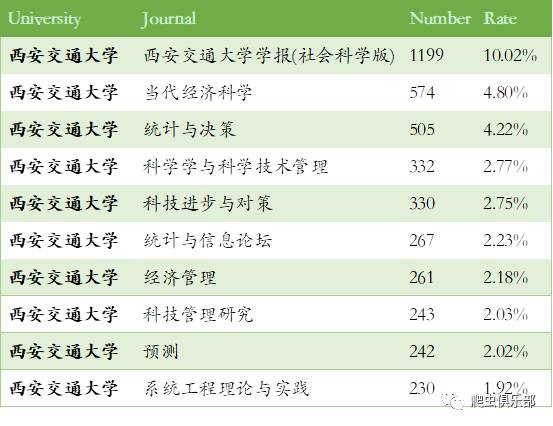 University Journal Number Rate
西安交通大学 西安交通大学学报(社会科学版) 1199 10.02%
西安交通大学 当代经济科学 574 4.80%
西安交通大学 统计与决策 505 4.22%
西安交通大学 科学学与科学技术管理 332 2.77%
西安交通大学 科技进步与对策 330 2.75%
西安交通大学 统计与信息论坛 267 2.23%
西安交通大学 经济管理 261 2.18%
西安交通大学 科技管理研究 243 2.03%
西安交通大学 预测 242 2.02%
西安交通大学 系统工程理论与实践 230 1.92%
爬虫俱乐部